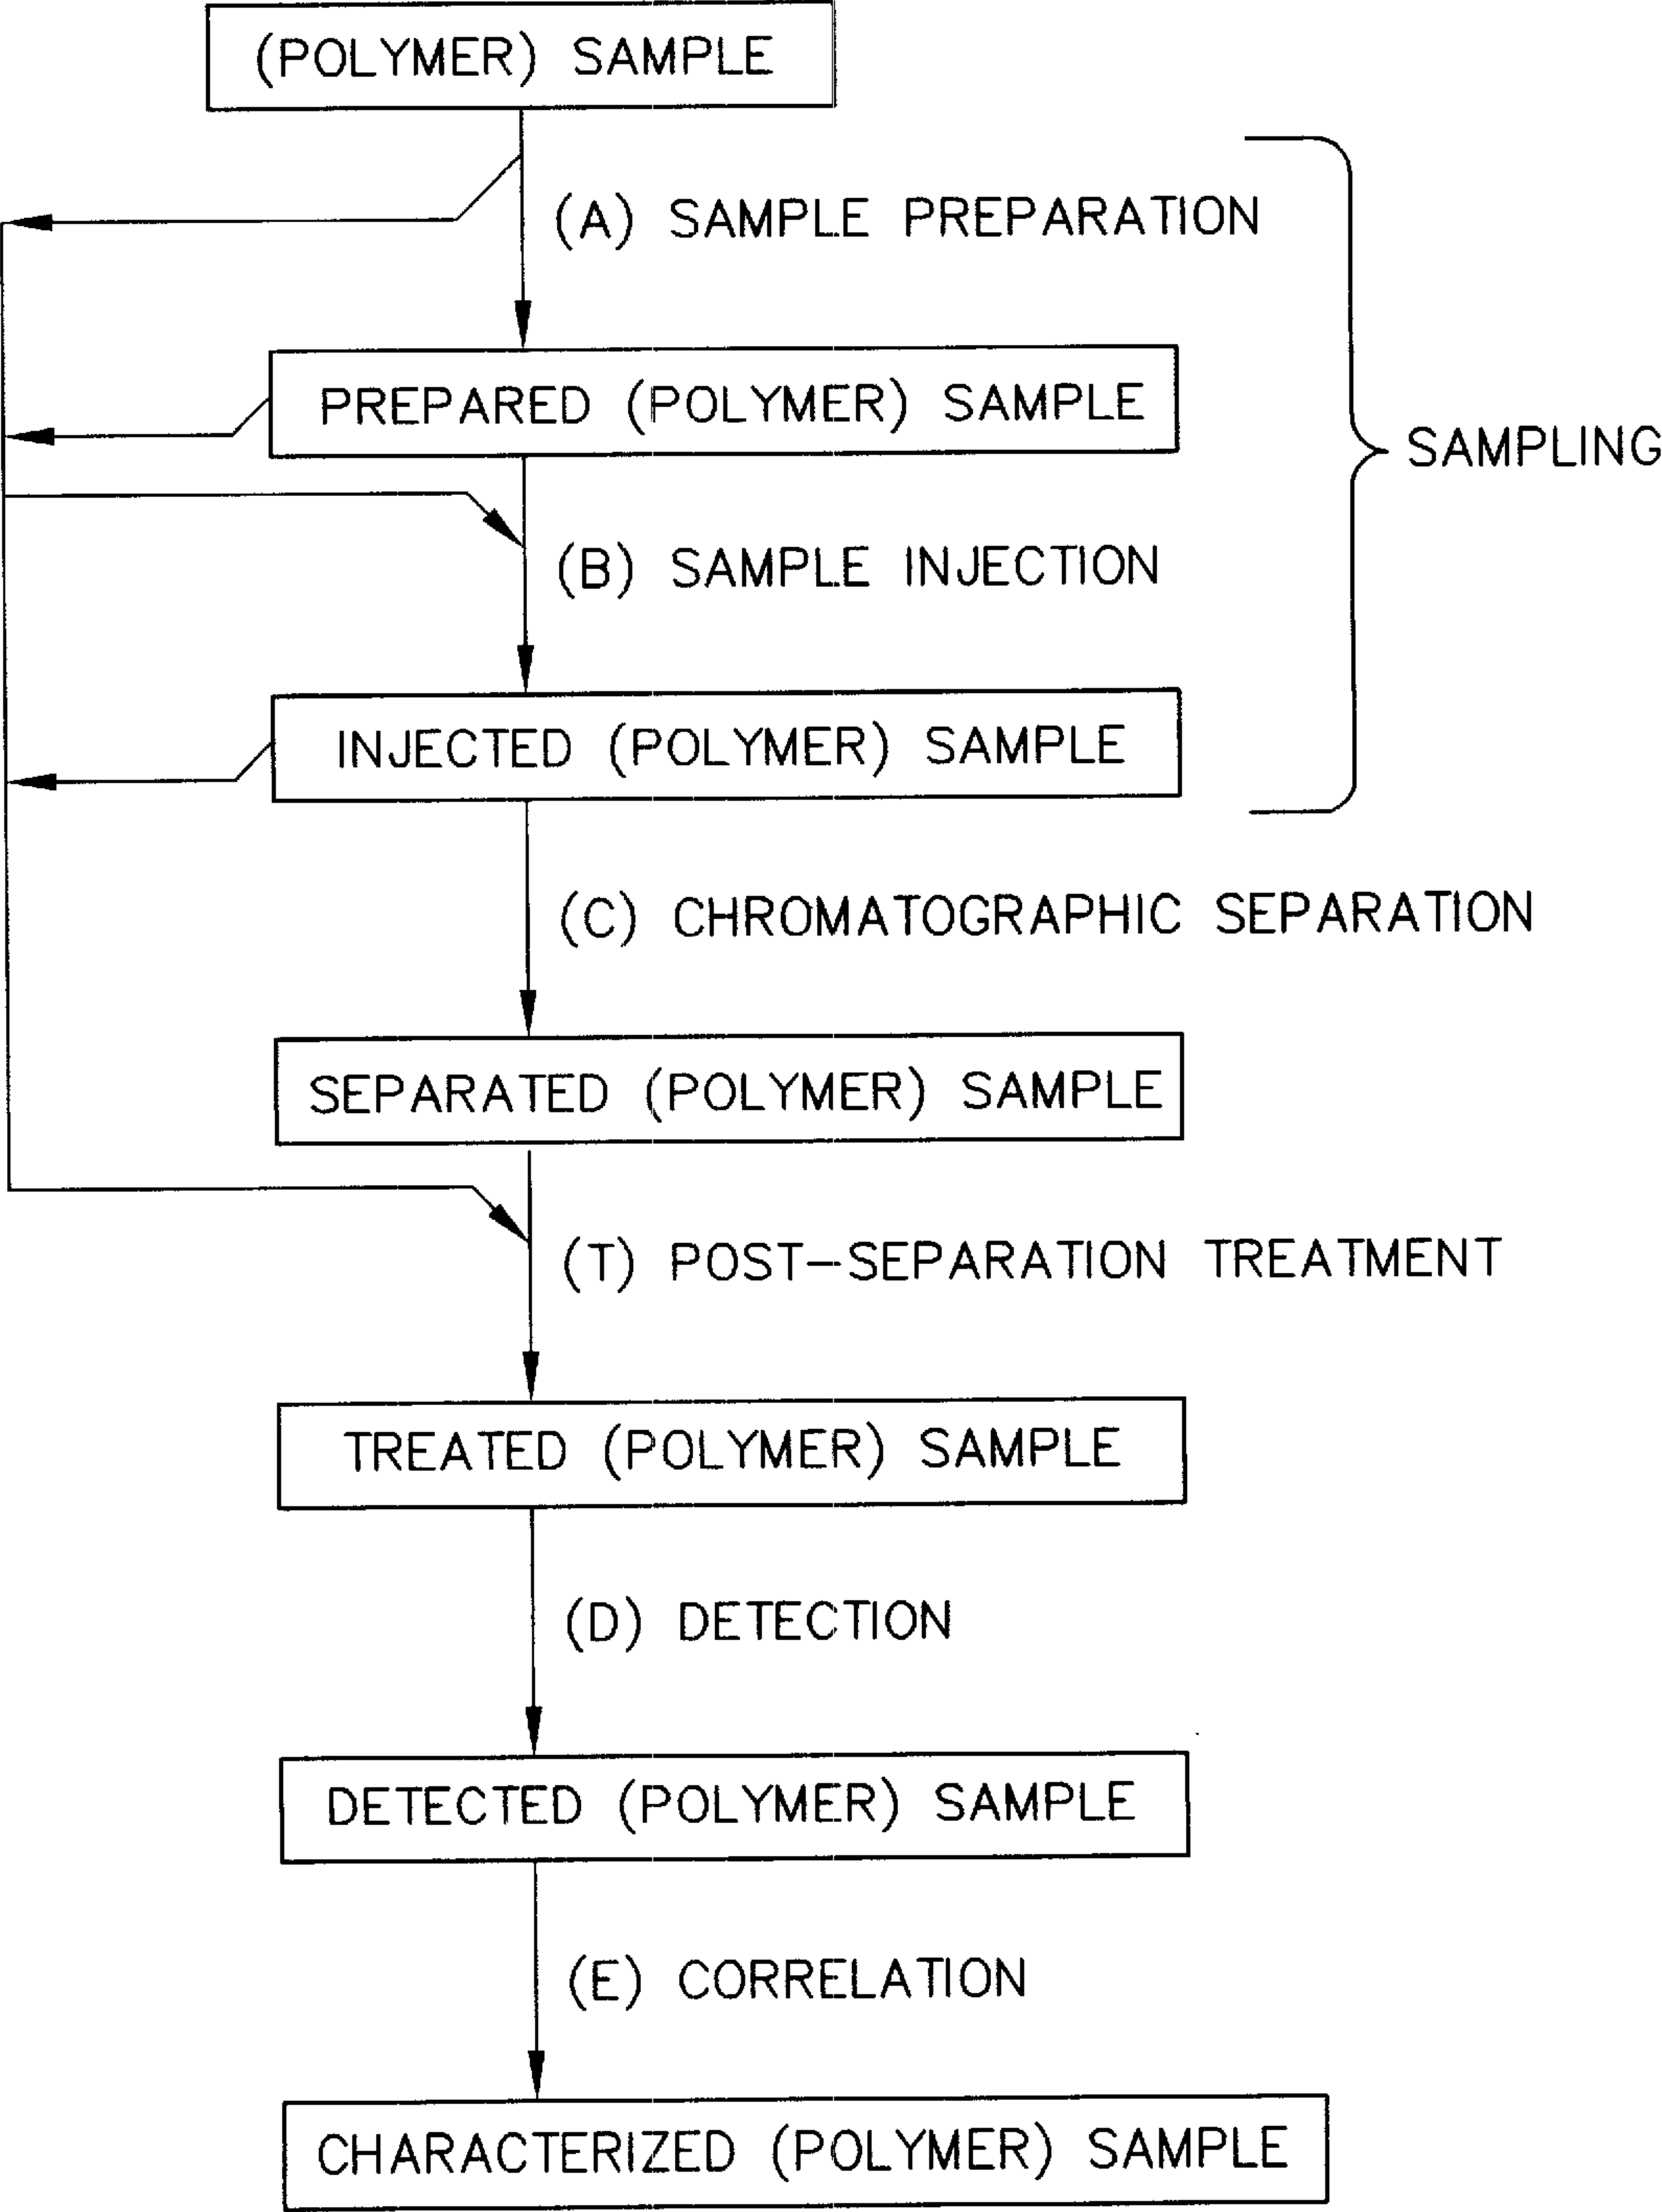 (POLYMER) SAMPLE
(A) SAMPLE PREPARATION
PREPARED (POLYMER) SAMPLE
SAMPLING
(B) SAMPLE INJECTION
INJECTED (POLYMER) SAMPLE
(C) CHROMATOGRAPHIC SEPARATION
SEPARATED (POLYMER) SAMPLE
(T) POST-SEPARATION TREATMENT
TREATED (POLYMER) SAMPLE
(D) DETECTION
DETECTED (POLYMER) SAMPLE
(E) CORRELATION
CHARACTERIZED (POLYMER) SAMPLE